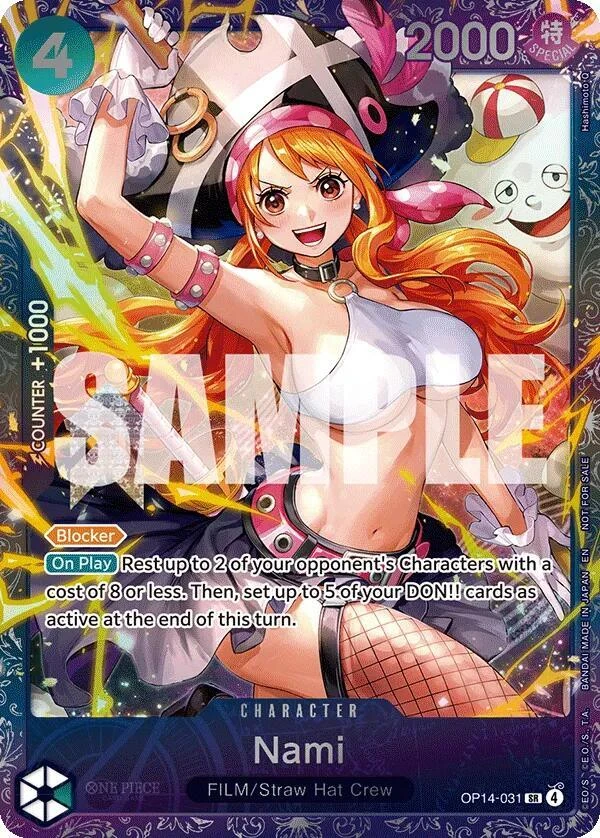 4
2000
特
SPECIAL
Hashimoto Q
COUNTER +1000
SAMPLE
Blocker
On Play Rest up to 2 of your opponent's Characters with a
cost of 8 or less. Then, set up to 5 of your DON!! cards as
active at the end of this turn.
©E.O./S. ©E.O./S., T.A. BANDAI MADE IN JAPAN EN NOT FOR SALE
CHARACTER
Nami
ONE PIECE
FILM/Straw Hat Crew
OP14-031 SR 4